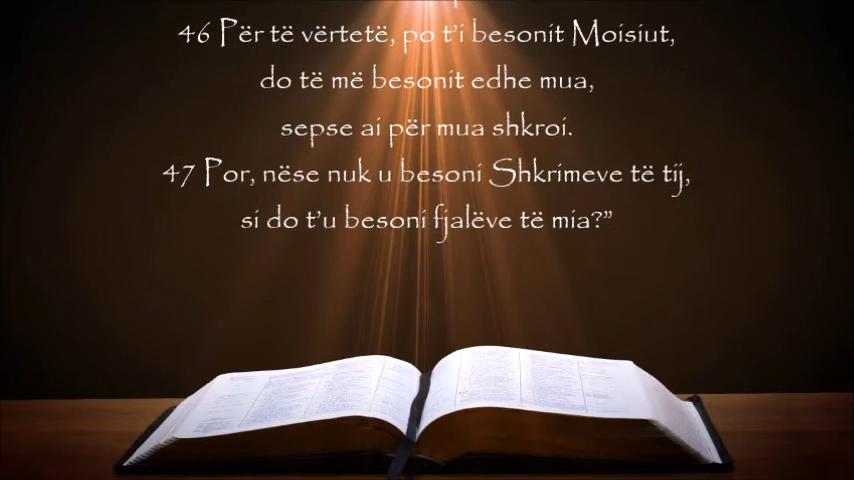 46 Për të vërtetë, po t'i besonit Moisiut,
do të më besonit edhe mua,
sepse ai për mua shkroi.
47 Por, nëse nuk u besoni Shkrimeve të tij,
si do t'u besoni fjalëve të mia?”